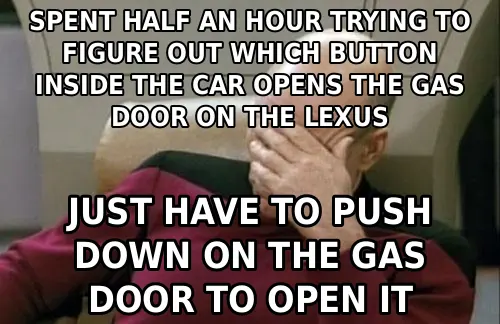 SPENT HALF AN HOUR TRYING TO
FIGURE OUT WHICH BUTTON
INSIDE THE CAR OPENS THE GAS
DOOR ON THE LEXUS
JUST HAVE TO PUSH
DOWN ON THE GAS
DOOR TO OPEN IT